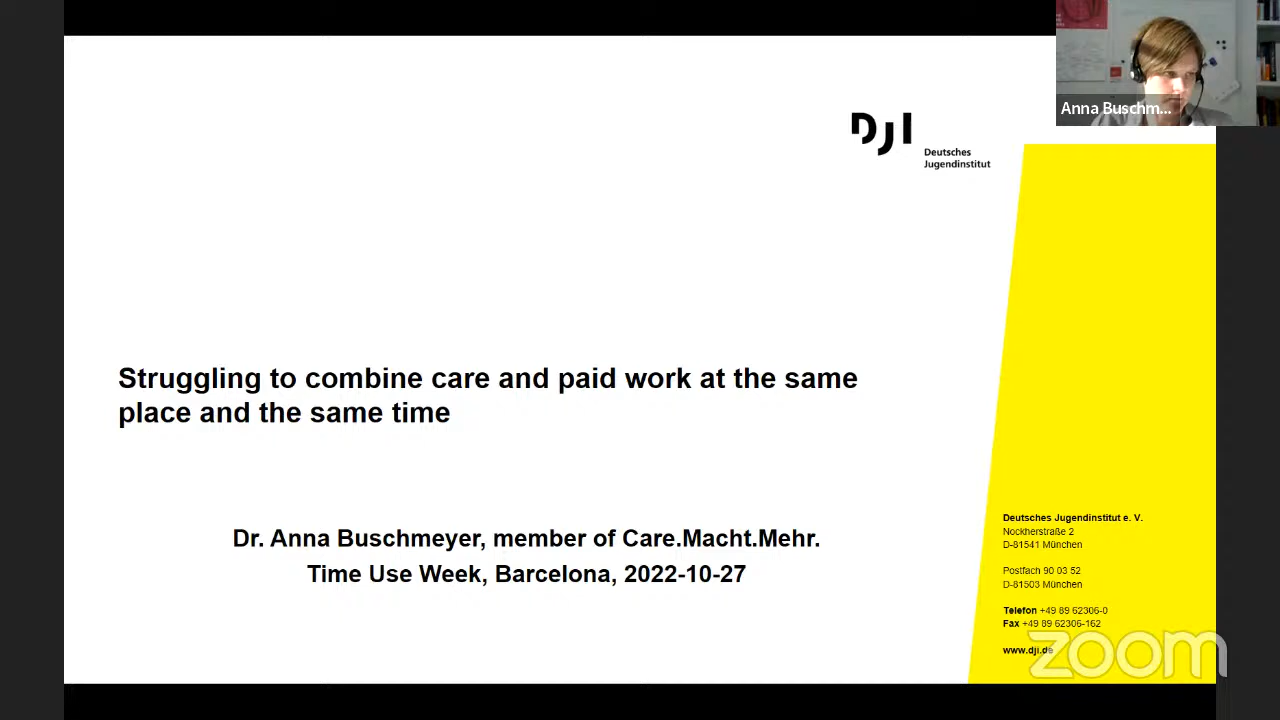 Anna Buschm...
DJI
Deutsches
Jugendinstitut
Struggling to combine care and paid work at the same
place and the same time
Dr. Anna Buschmeyer, member of Care.Macht.Mehr.
Time Use Week, Barcelona, 2022-10-27
Deutsches Jugendinstitut e. V.
Nockherstraße 2
D-81541 München
Postfach 90 03 52
D-81503 München
Telefon +49 89 62306-0
Fax +49 89 62306-162
www.dji.de
zoom